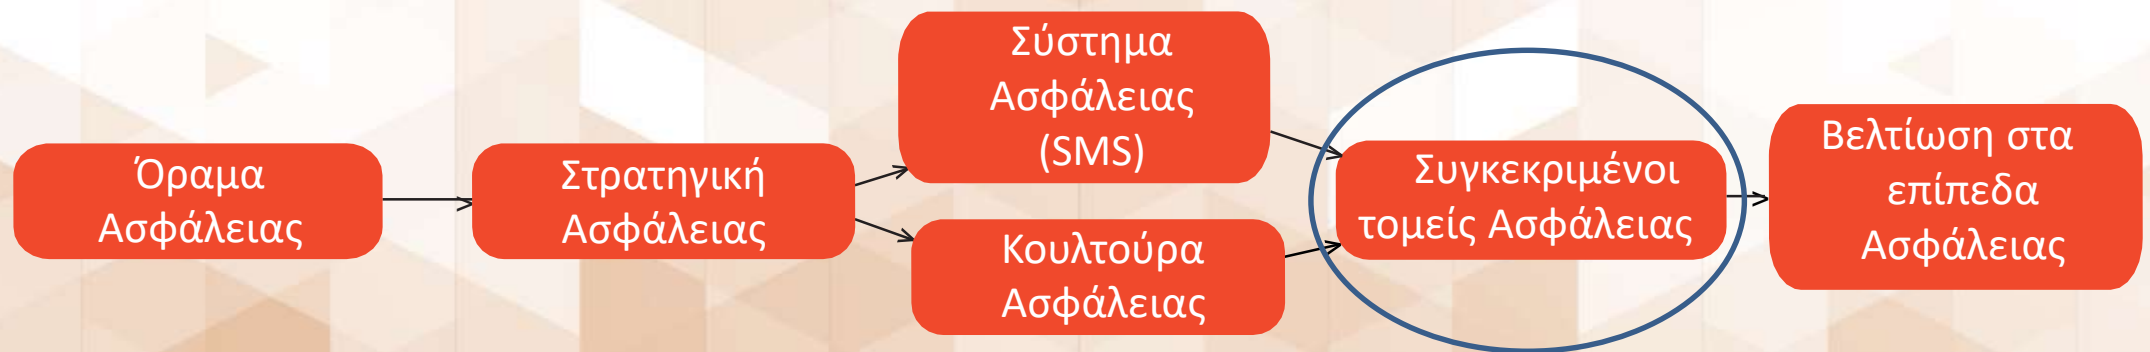 Όραμα
Ασφάλειας
Στρατηγική
Ασφάλειας
Σύστημα
Ασφάλειας
(SMS)
Κουλτούρα
Ασφάλειας
Συγκεκριμένοι
τομείς Ασφάλειας
Βελτίωση στα
επίπεδα
Ασφάλειας